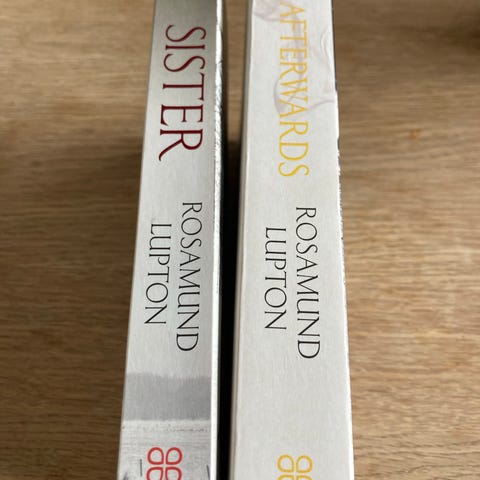 SISTER
ROSAMUND
LUPTON
AFTERWARDS
ROSAMUND
LUPTON